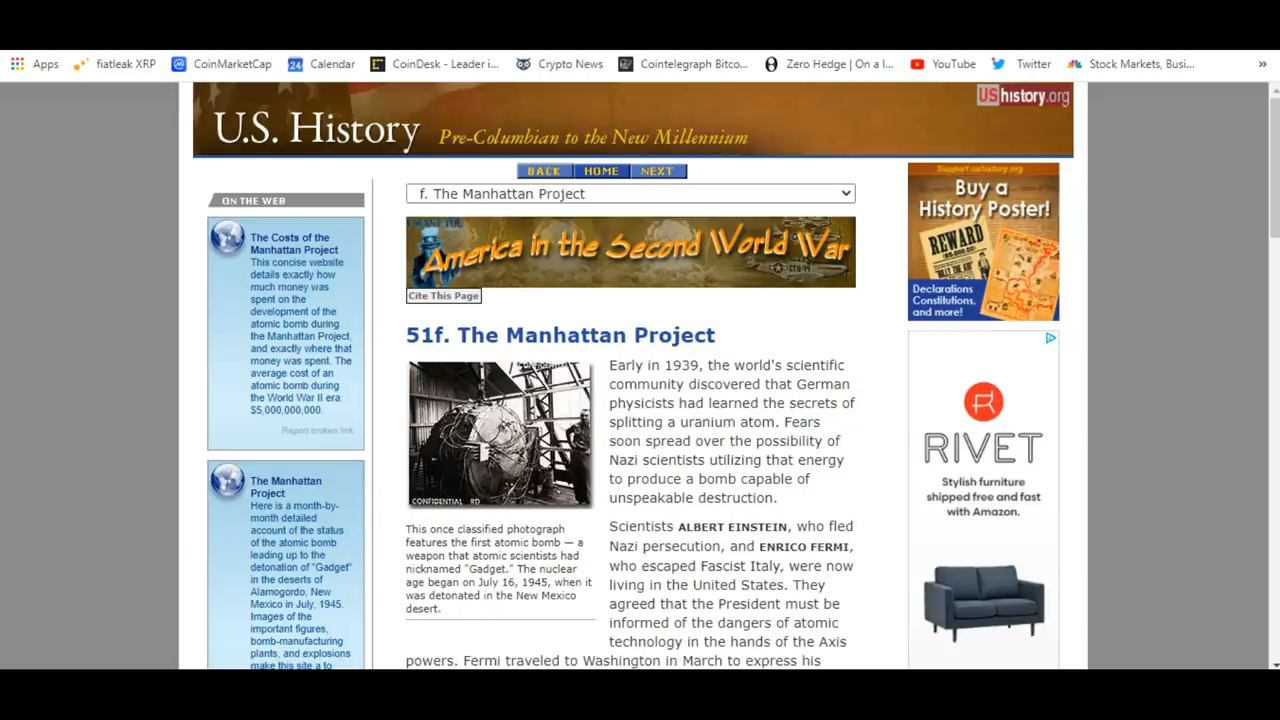 Apps
fiatleak XRP
CoinMarketCap
24
Calendar
CoinDesk - Leader i...
Crypto News
Cointelegraph Bitco...
Zero Hedge | On a l...
YouTube
Twitter
Stock Markets, Busi...
»
UShistory.org
U.S. History Pre-Columbian to the New Millennium
BACK HOME NEXT
f. The Manhattan Project
ON THE WEB
The Costs of the
Manhattan Project
This concise website
details exactly how
much money was
spent on the
development of the
atomic bomb during
the Manhattan Project,
and exactly where that
money was spent. The
average cost of an
atomic bomb during
the World War II era:
$5,000,000,000.
Report broken link
The Manhattan
Project
Here is a month-by-
month detailed
account of the status
of the atomic bomb
leading up to the
detonation of "Gadget"
in the deserts of
Alamogordo, New
Mexico in July, 1945.
Images of the
important figures,
bomb-manufacturing
plants, and explosions
make this site a to
I WANT YOU
America in the Second World War
Cite This Page
51f. The Manhattan Project
CONFIDENTIAL RD
This once classified photograph
features the first atomic bomb — a
weapon that atomic scientists had
nicknamed "Gadget." The nuclear
age began on July 16, 1945, when it
was detonated in the New Mexico
desert.
Early in 1939, the world's scientific
community discovered that German
physicists had learned the secrets of
splitting a uranium atom. Fears
soon spread over the possibility of
Nazi scientists utilizing that energy
to produce a bomb capable of
unspeakable destruction.
Scientists ALBERT EINSTEIN, who fled
Nazi persecution, and ENRICO FERMI,
who escaped Fascist Italy, were now
living in the United States. They
agreed that the President must be
informed of the dangers of atomic
technology in the hands of the Axis
powers. Fermi traveled to Washington in March to express his
Support ushistory.org
Buy a
History Poster!
REWARD
Declarations
Constitutions,
and more!
RIVET
Stylish furniture
shipped free and fast
with Amazon.